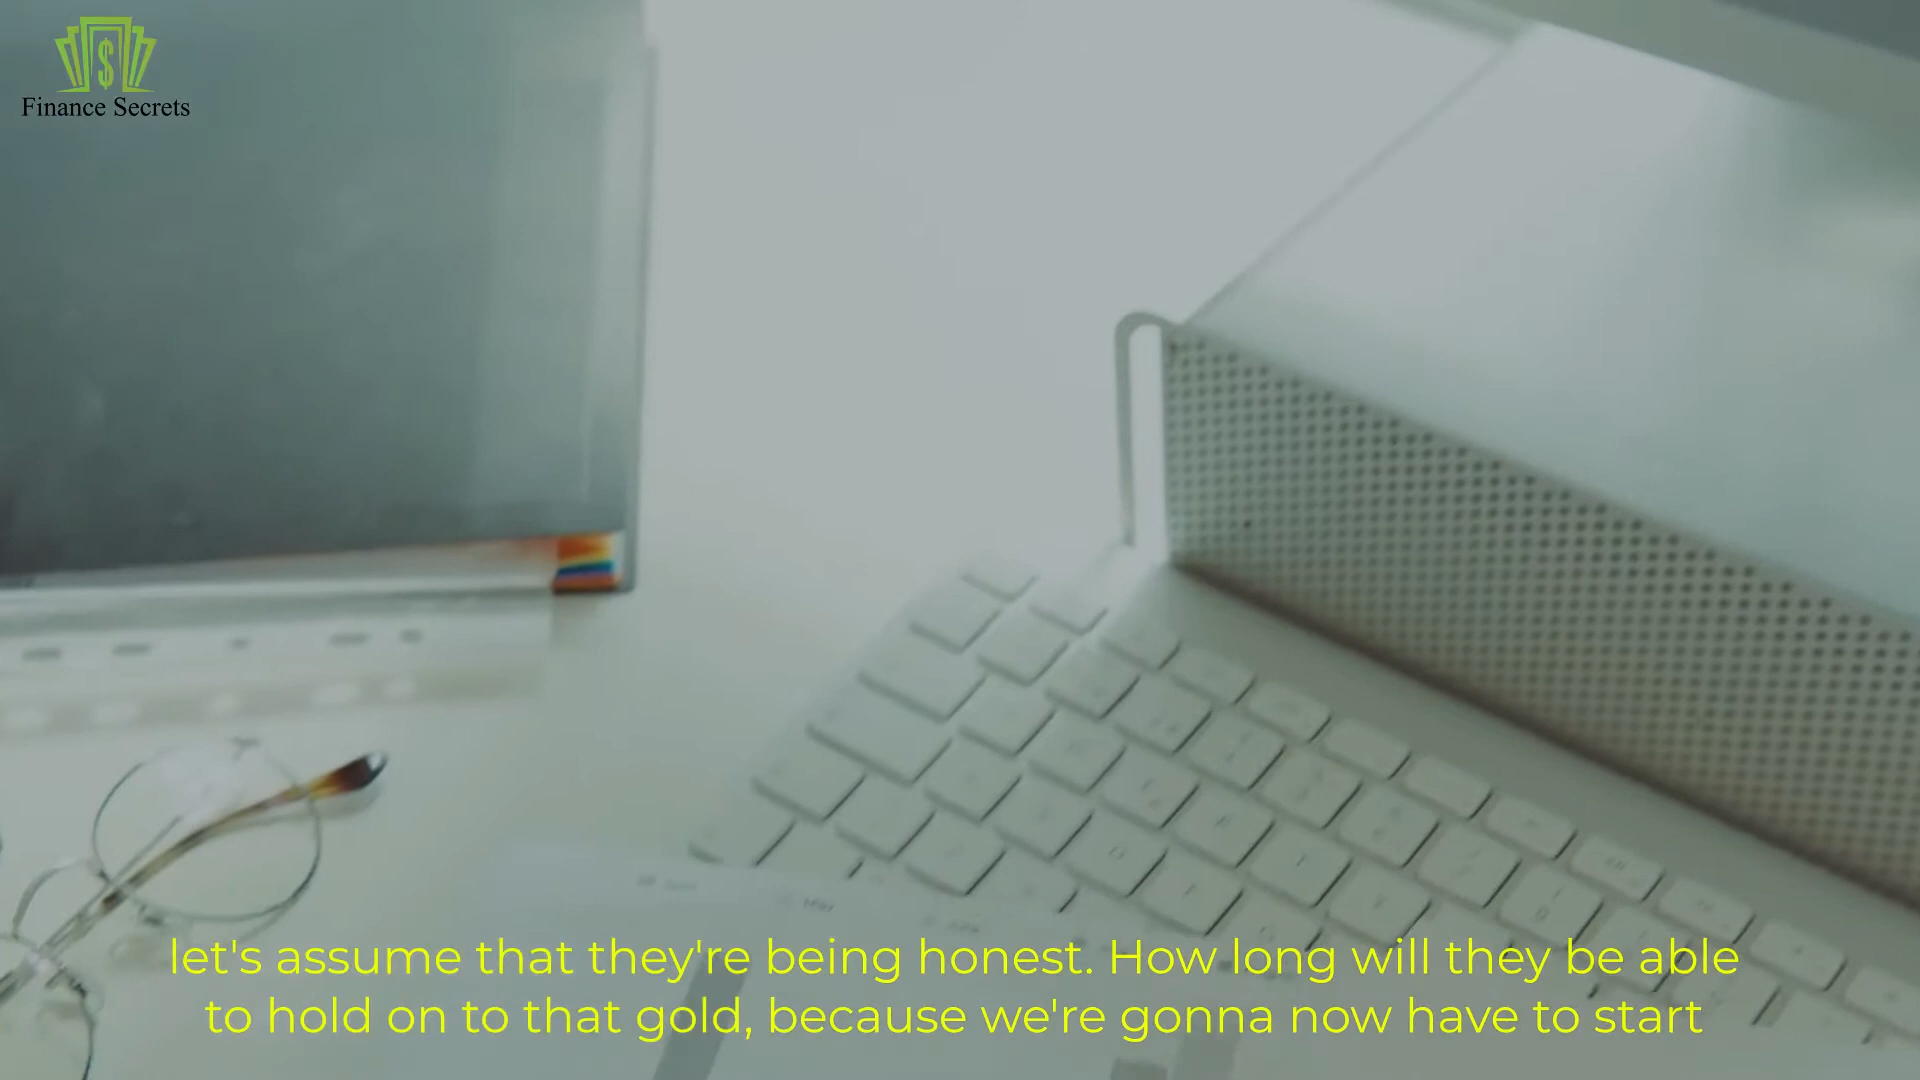 Finance Secrets
let's assume that they're being honest. How long will they be able
to hold on to that gold, because we're gonna now have to start